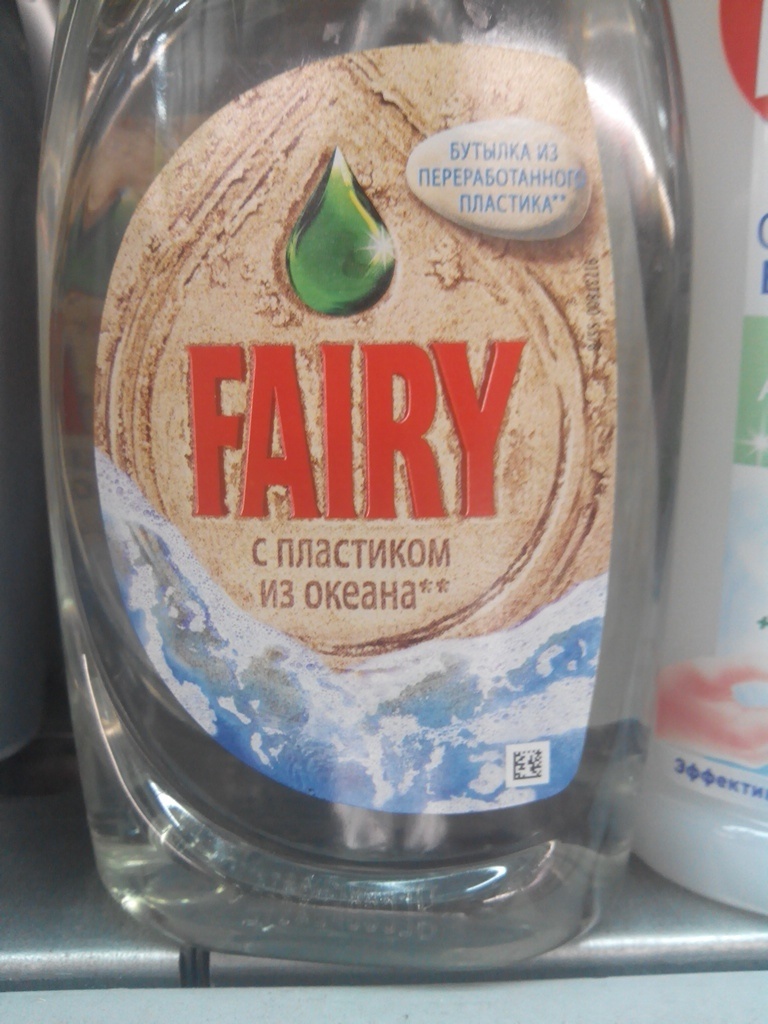 БУТЫЛКА ИЗ
ПЕРЕРАБОТАННОГО
ПЛАСТИКА**
FAIRY
С ПЛАСТИКОМ
ИЗ ОКЕАНА**